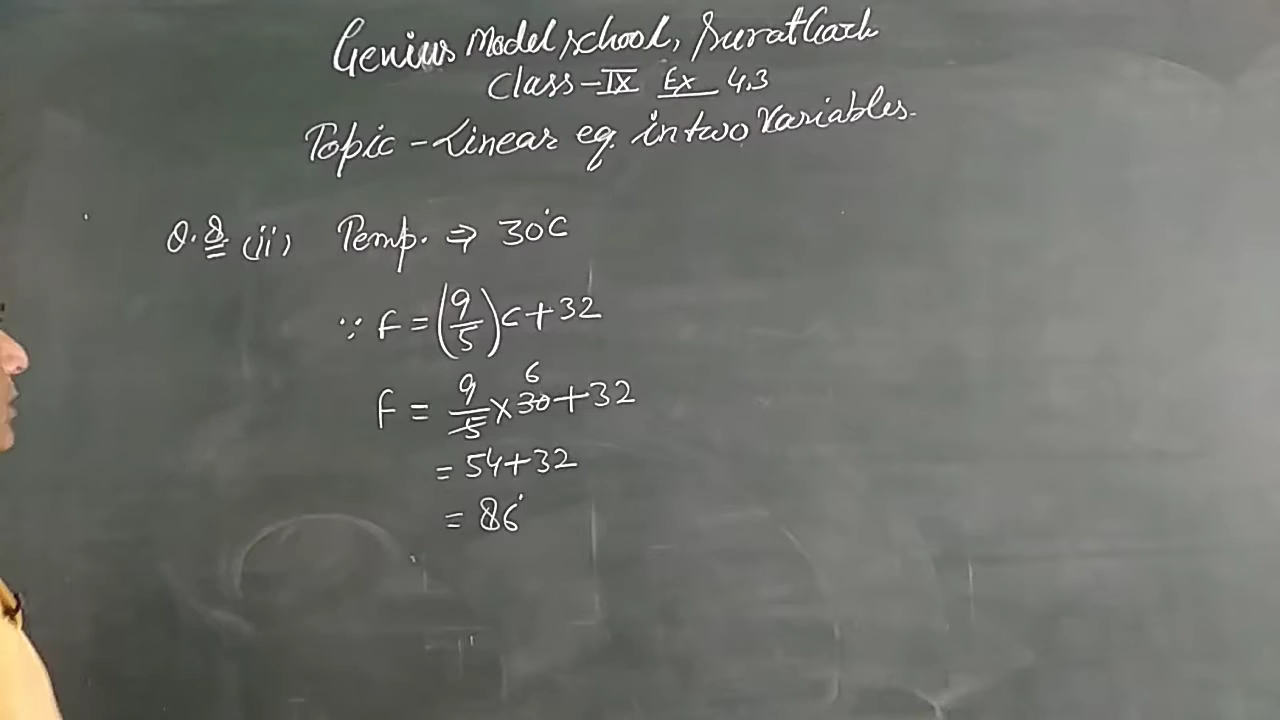 Genius Model School, SuratGarh
Class-IX Ex 4.3
Topic - Linear eq. in two Variables.
Q.8 (ii) Temp. ⇒ 30°C
∵ F = (9/5)C+32
F = 9/5 × 30+32
6
= 54+32
= 86°